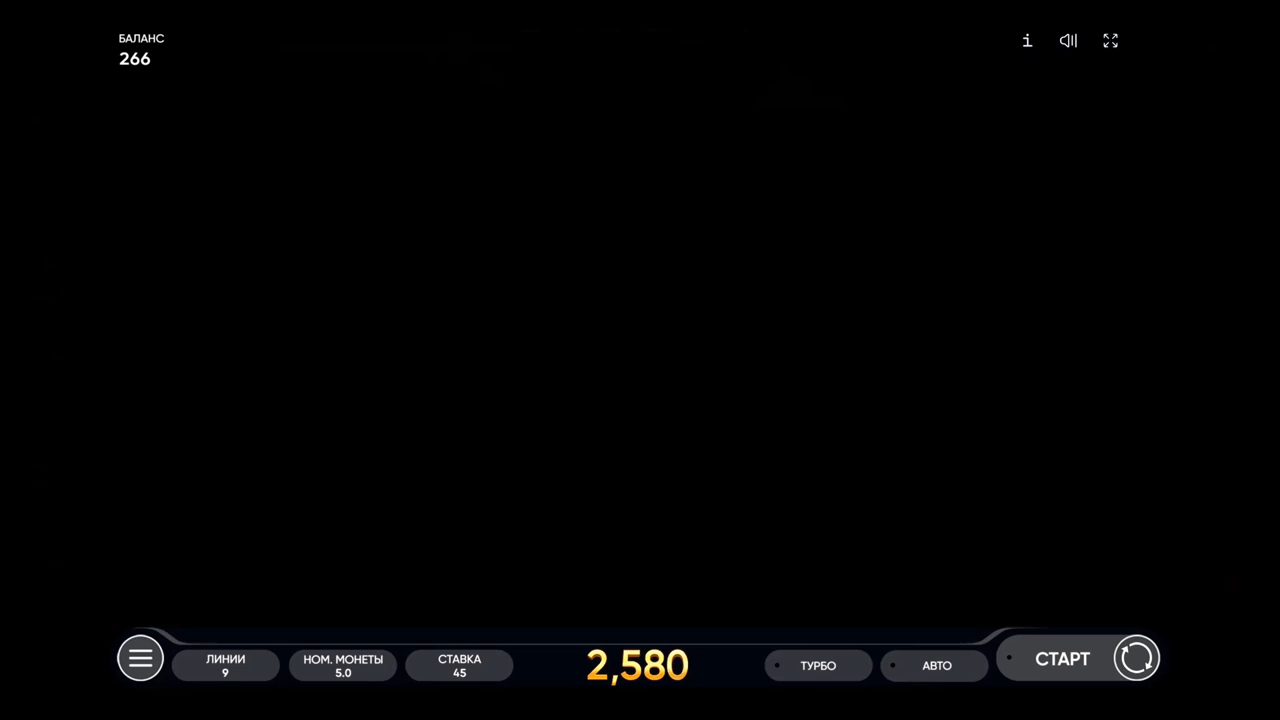 БАЛАНС
266
i
ЛИНИИ
9
НОМ. МОНЕТЫ
5.0
СТАВКА
45
2,580
ТУРБО
АВТО
СТАРТ